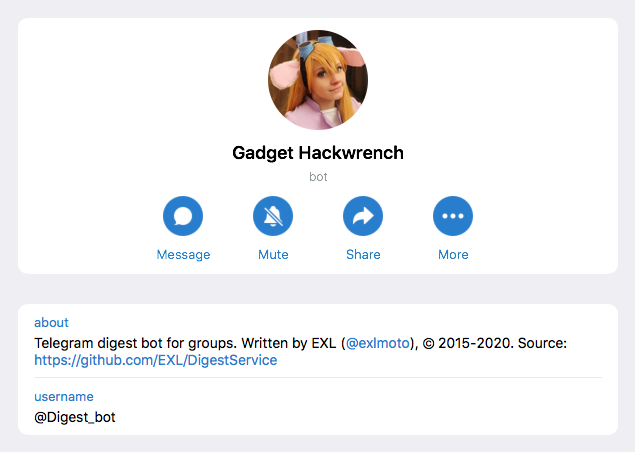 Gadget Hackwrench
bot
Message
Mute
Share
More
about
Telegram digest bot for groups. Written by EXL (@exlmoto), © 2015-2020. Source:
https://github.com/EXL/DigestService
username
@Digest_bot